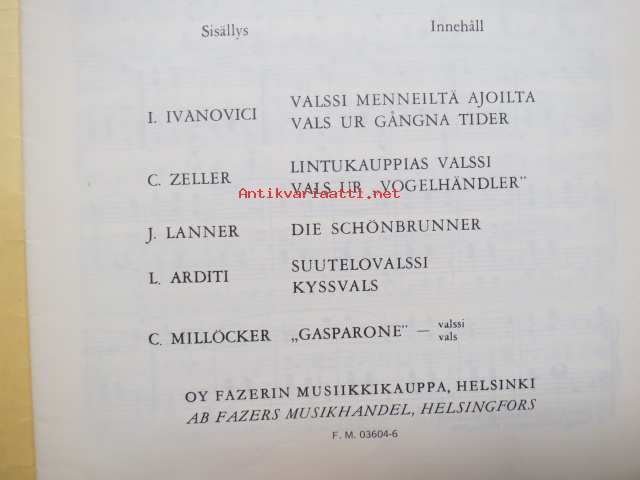 Sisällys Innehåll
I. IVANOVICI VALSSI MENNEILTÄ AJOILTA
VALS UR GÅNGNA TIDER
C. ZELLER LINTUKAUPPIAS VALSSI
VALS UR „VOGELHÄNDLER”
Antikvariaatti.net
J. LANNER DIE SCHÖNBRUNNER
L. ARDITI SUUTELOVALSSI
KYSSVALS
C. MILLÖCKER „GASPARONE” — valssi
vals
OY FAZERIN MUSIIKKIKAUPPA, HELSINKI
AB FAZERS MUSIKHANDEL, HELSINGFORS
F. M. 03604-6